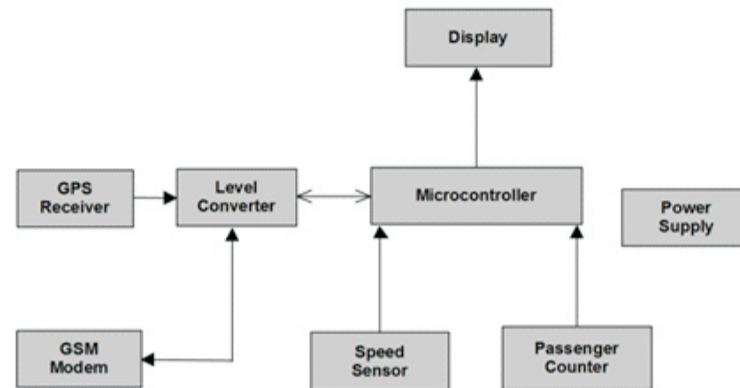 Display
GPS
Receiver
Level
Converter
Microcontroller
Power
Supply
GSM
Modem
Speed
Sensor
Passenger
Counter